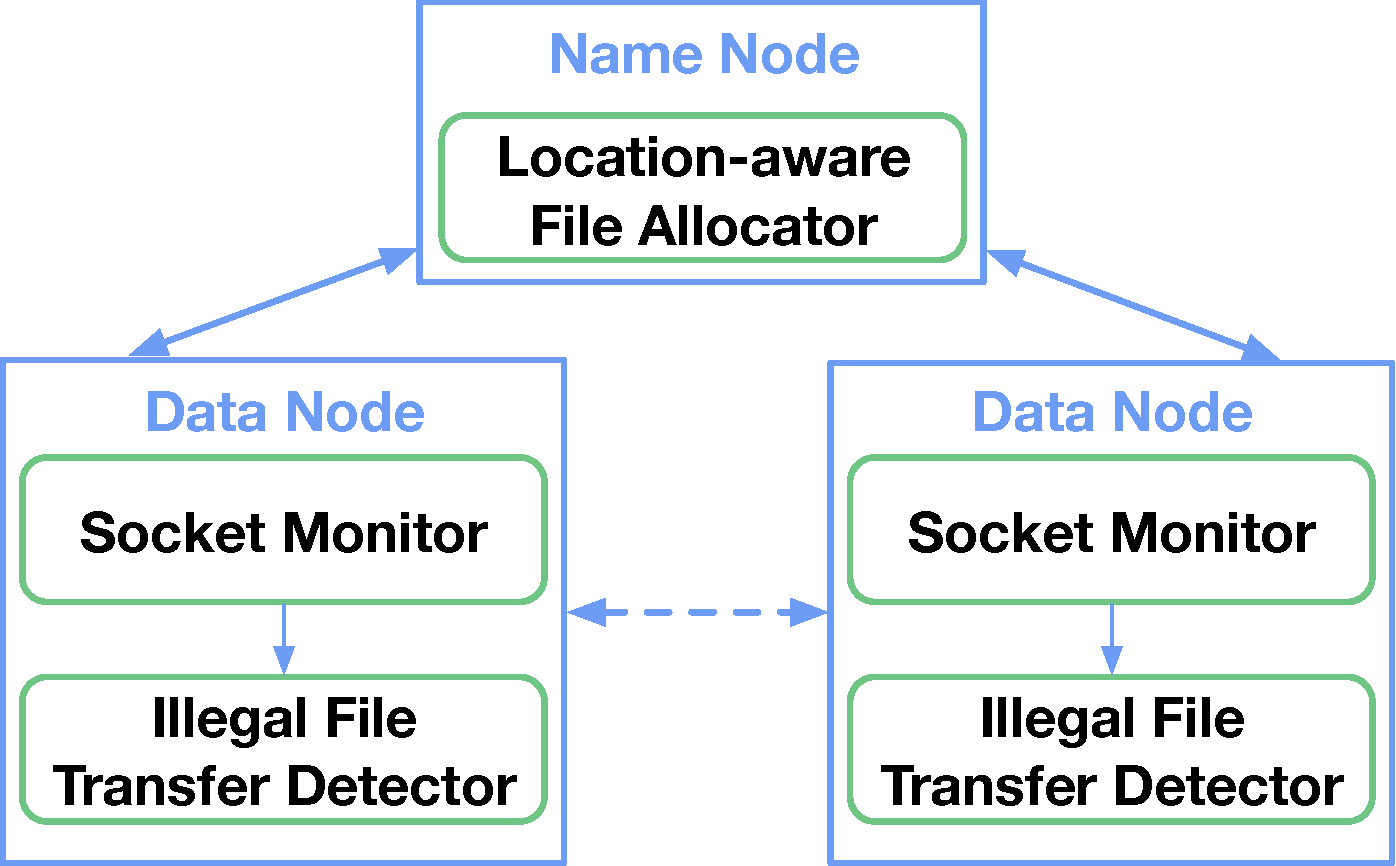 Name Node
Location-aware
File Allocator
Data Node
Socket Monitor
Illegal File
Transfer Detector
Data Node
Socket Monitor
Illegal File
Transfer Detector